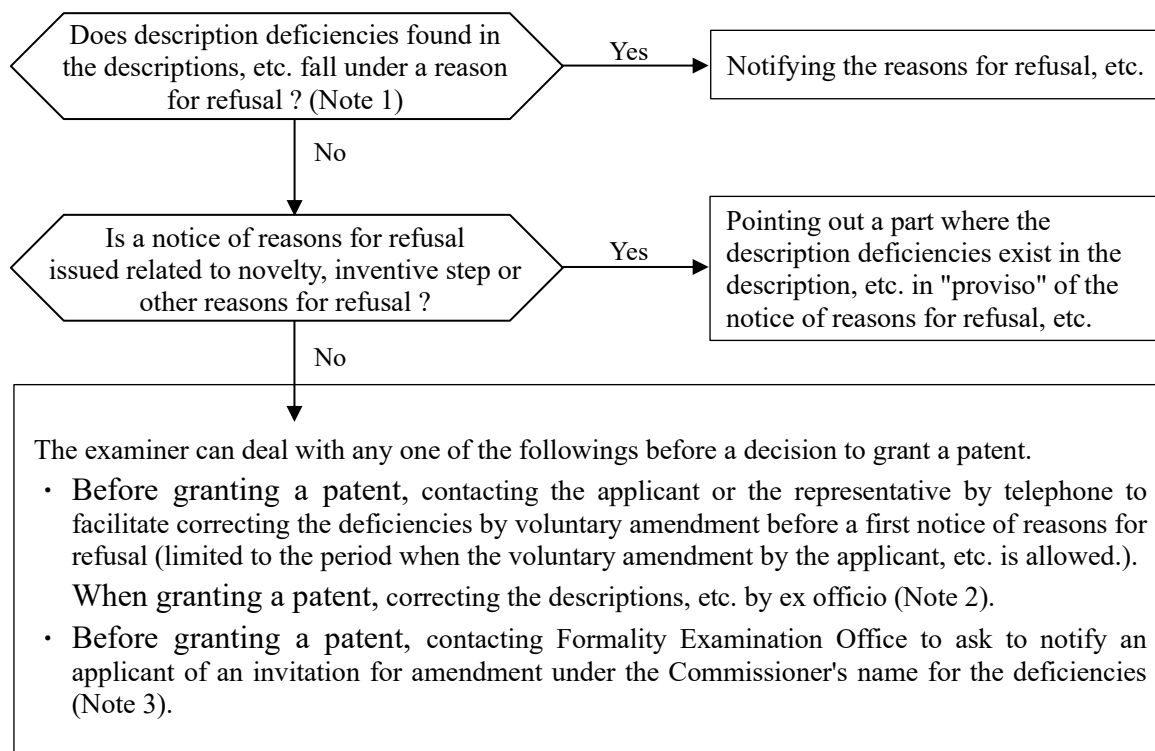 Does description deficiencies found in
the descriptions, etc. fall under a reason
for refusal ? (Note 1)
Yes
Notifying the reasons for refusal, etc.
No
Is a notice of reasons for refusal
issued related to novelty, inventive step or
other reasons for refusal ?
Yes
Pointing out a part where the
description deficiencies exist in the
description, etc. in "proviso" of the
notice of reasons for refusal, etc.
No
The examiner can deal with any one of the followings before a decision to grant a patent.
・ Before granting a patent, contacting the applicant or the representative by telephone to
facilitate correcting the deficiencies by voluntary amendment before a first notice of reasons for
refusal (limited to the period when the voluntary amendment by the applicant, etc. is allowed.).
When granting a patent, correcting the descriptions, etc. by ex officio (Note 2).
・ Before granting a patent, contacting Formality Examination Office to ask to notify an
applicant of an invitation for amendment under the Commissioner's name for the deficiencies
(Note 3).